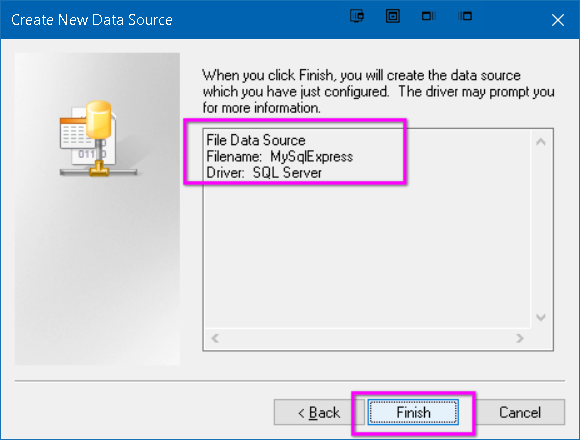 Create New Data Source
When you click Finish, you will create the data source
which you have just configured.  The driver may prompt you
for more information.
File Data Source
Filename:  MySqlExpress
Driver:  SQL Server
01110
< Back
Finish
Cancel